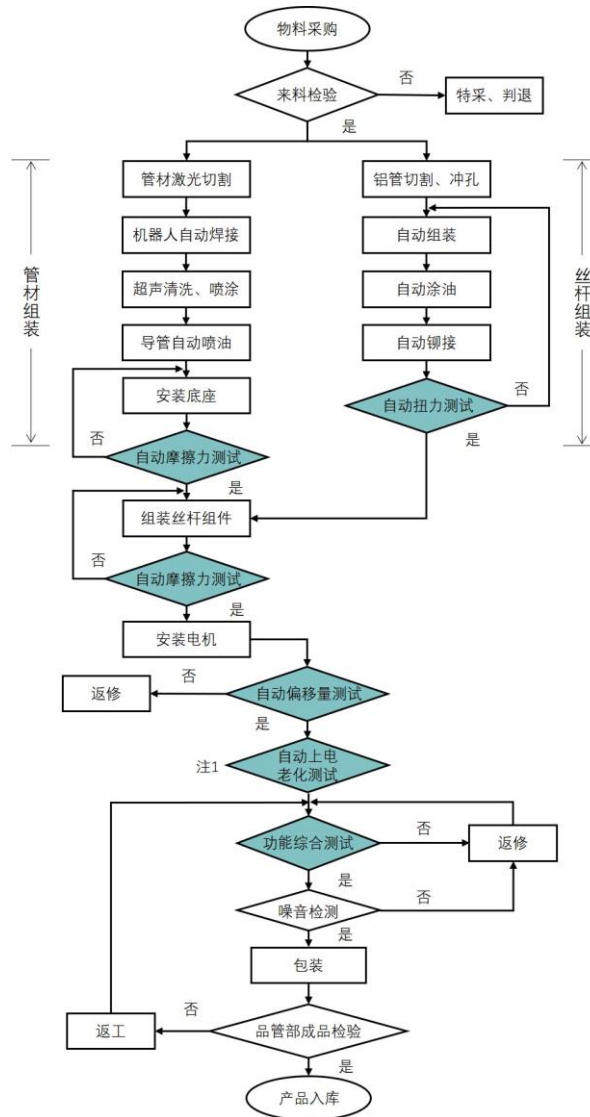 物料采购
来料检验
否
特采、判退
是
管材组装
管材激光切割
机器人自动焊接
超声清洗、喷涂
导管自动喷油
安装底座
否
自动摩擦力测试
是
铝管切割、冲孔
自动组装
自动涂油
自动铆接
自动扭力测试
否
是
丝杆组装
组装丝杆组件
否
自动摩擦力测试
是
安装电机
自动偏移量测试
否
返修
是
注1
自动上电
老化测试
功能综合测试
否
返修
是
噪音检测
否
是
包装
品管部成品检验
否
返工
是
产品入库